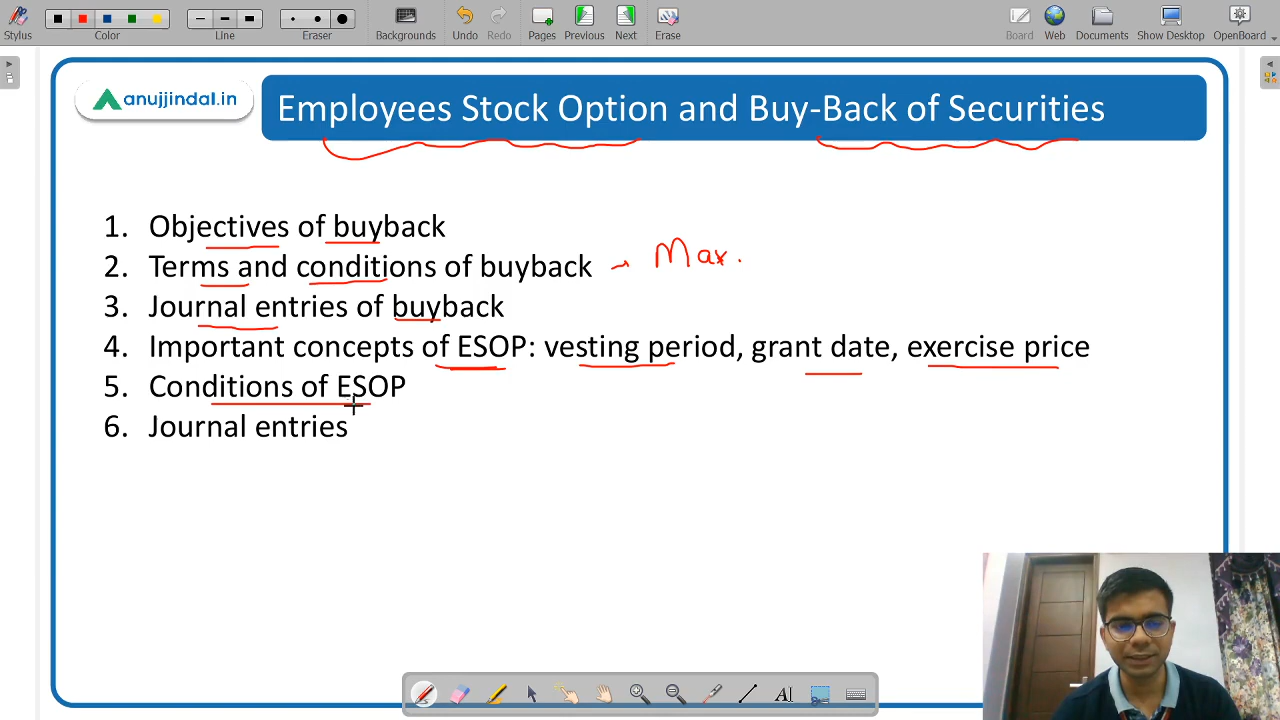 Stylus
Color
Line
Eraser
Backgrounds
Undo
Redo
Pages
Previous
Next
Erase
Board
Web
Documents
Show Desktop
OpenBoard
anujjindal.in
Employees Stock Option and Buy-Back of Securities
1. Objectives of buyback
2. Terms and conditions of buyback → Max.
3. Journal entries of buyback
4. Important concepts of ESOP: vesting period, grant date, exercise price
5. Conditions of ESOP
6. Journal entries